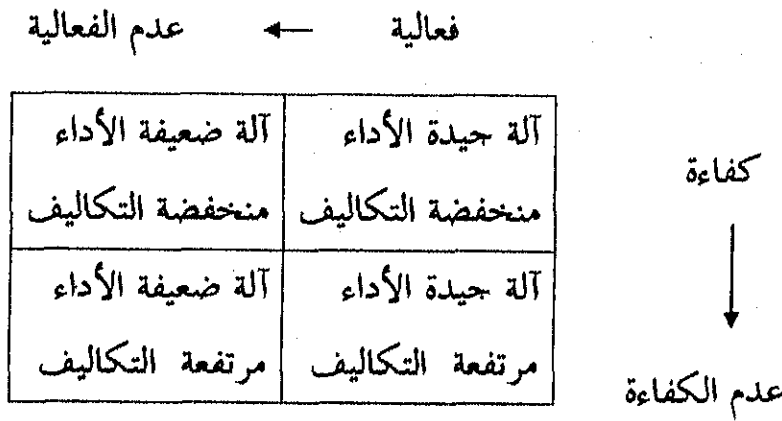 فعالية ← عدم الفعالية
كفاءة
آلة جيدة الأداء
منخفضة التكاليف
آلة ضعيفة الأداء
منخفضة التكاليف
آلة جيدة الأداء
مرتفعة التكاليف
آلة ضعيفة الأداء
مرتفعة التكاليف
عدم الكفاءة